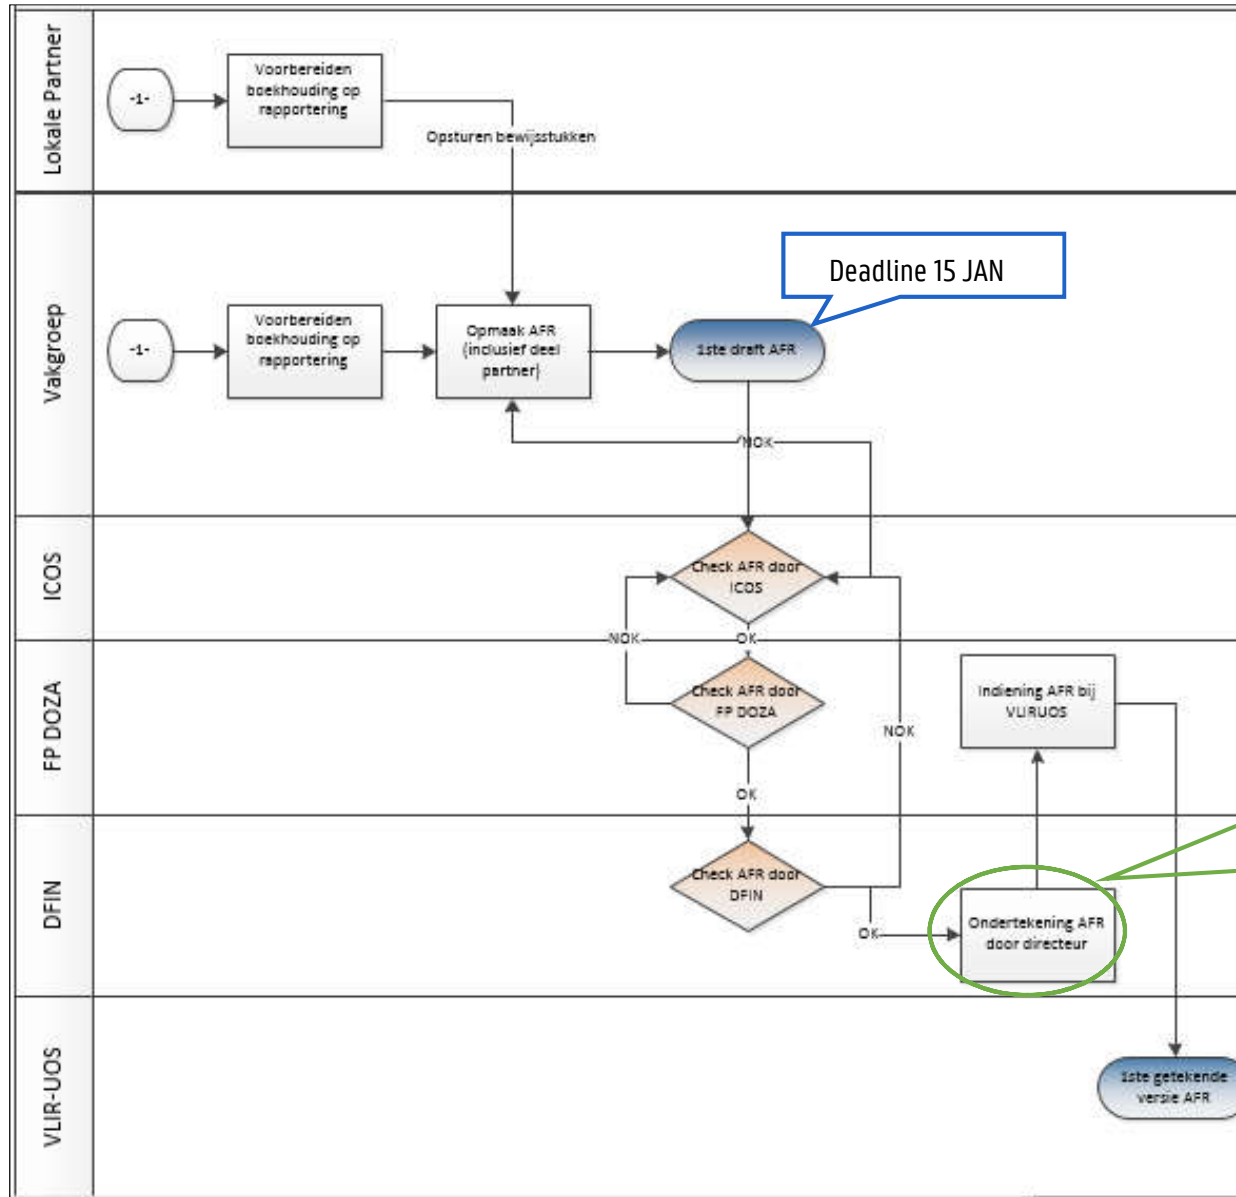 Lokale Partner
-1-
Voorbereiden
boekhouding op
rapportering
Opsturen bewijsstukken
Vakgroep
-1-
Voorbereiden
boekhouding op
rapportering
Opmaak AFR
(inclusief deel
partner)
1ste draft AFR
Deadline 15 JAN
NOK
ICOS
Check AFR door
ICOS
NOK
OK
FP DOZA
Check AFR door
FP DOZA
NOK
Indiening AFR bij
VLIRUOS
OK
DFIN
Check AFR door
DFIN
OK
Ondertekening AFR
door directeur
VLIR-UOS
1ste getekende
versie AFR